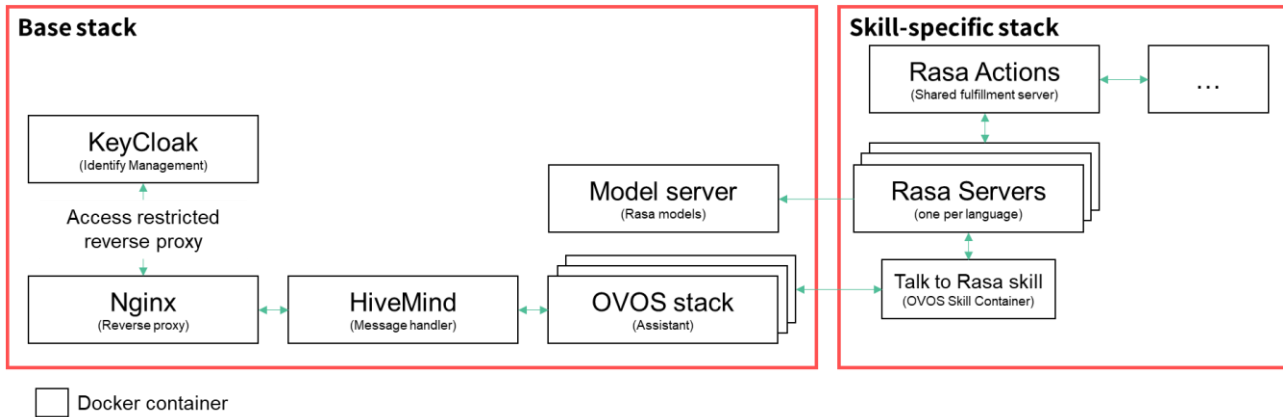 Base stack
KeyCloak
(Identify Management)
Access restricted
reverse proxy
Nginx
(Reverse proxy)
HiveMind
(Message handler)
Model server
(Rasa models)
OVOS stack
(Assistant)
Skill-specific stack
Rasa Actions
(Shared fulfillment server)
...
Rasa Servers
(one per language)
Talk to Rasa skill
(OVOS Skill Container)
Docker container